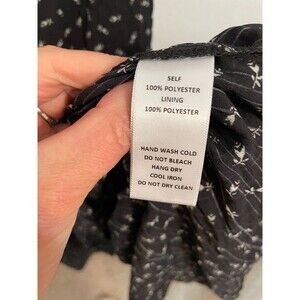 SELF
100% POLYESTER
LINING
100% POLYESTER
HAND WASH COLD
DO NOT BLEACH
HANG DRY
COOL IRON
DO NOT DRY CLEAN